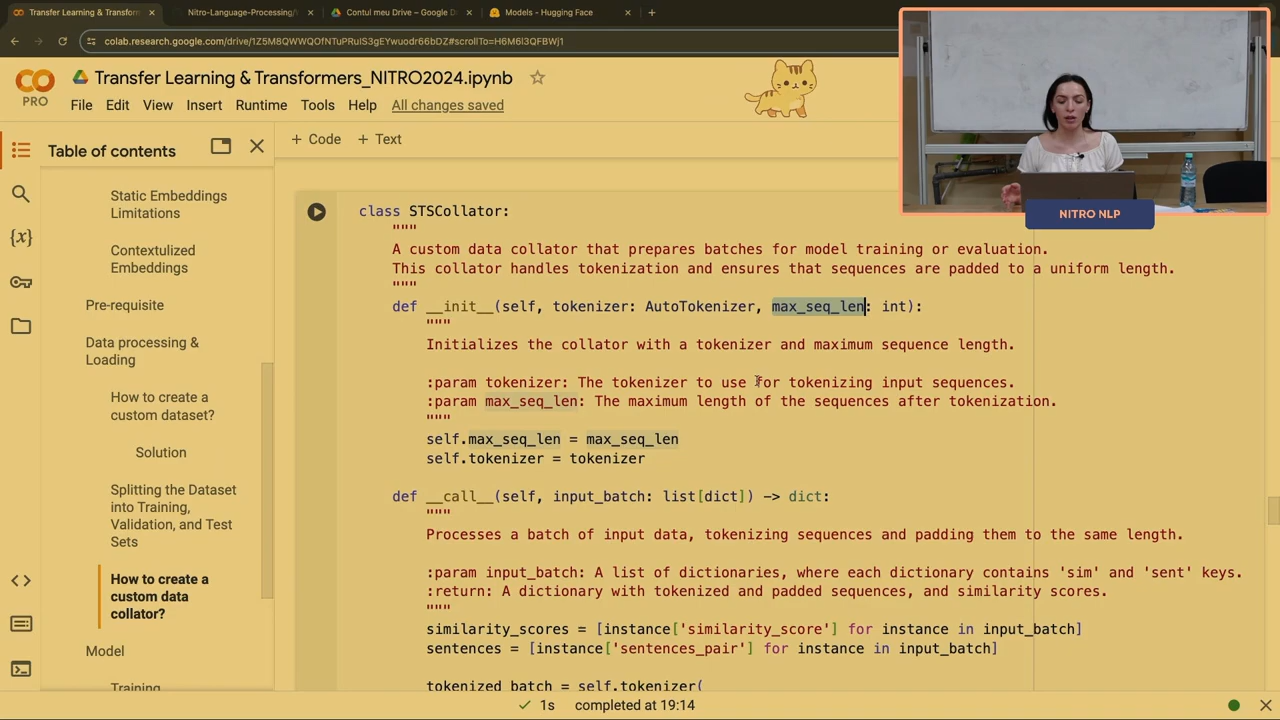 Transfer Learning & Transform
Nitro-Language-Processing/
Contul meu Drive – Google D
Models - Hugging Face
colab.research.google.com/drive/1Z5M8QWWQOfNTuPRuIS3gEYwuodr66bDZ#scrollTo=H6M6l3QFBWj1
PRO
Transfer Learning & Transformers_NITRO2024.ipynb
File Edit View Insert Runtime Tools Help All changes saved
NITRO NLP
Table of contents
+ Code + Text
Static Embeddings
Limitations
Contextulized
Embeddings
Pre-requisite
Data processing &
Loading
How to create a
custom dataset?
Solution
Splitting the Dataset
into Training,
Validation, and Test
Sets
How to create a
custom data
collator?
Model
Training
class STSCollator:
"""
A custom data collator that prepares batches for model training or evaluation.
This collator handles tokenization and ensures that sequences are padded to a uniform length.
"""
def __init__(self, tokenizer: AutoTokenizer, max_seq_len: int):
"""
Initializes the collator with a tokenizer and maximum sequence length.
:param tokenizer: The tokenizer to use for tokenizing input sequences.
:param max_seq_len: The maximum length of the sequences after tokenization.
"""
self.max_seq_len = max_seq_len
self.tokenizer = tokenizer
def __call__(self, input_batch: list[dict]) -> dict:
"""
Processes a batch of input data, tokenizing sequences and padding them to the same length.
:param input_batch: A list of dictionaries, where each dictionary contains 'sim' and 'sent' keys.
:return: A dictionary with tokenized and padded sequences, and similarity scores.
"""
similarity_scores = [instance['similarity_score'] for instance in input_batch]
sentences = [instance['sentences_pair'] for instance in input_batch]
tokenized_batch = self.tokenizer(
1s completed at 19:14